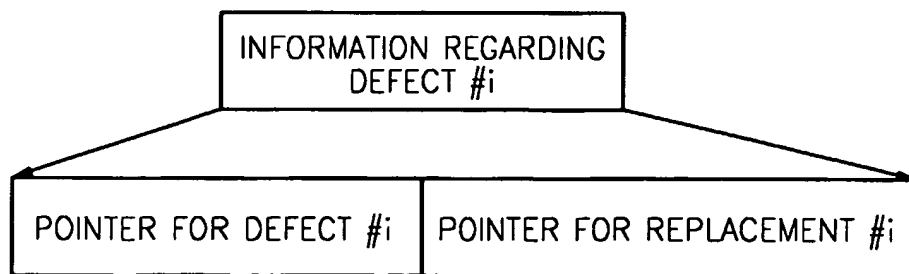 INFORMATION REGARDING
DEFECT #i
POINTER FOR DEFECT #i
POINTER FOR REPLACEMENT #i